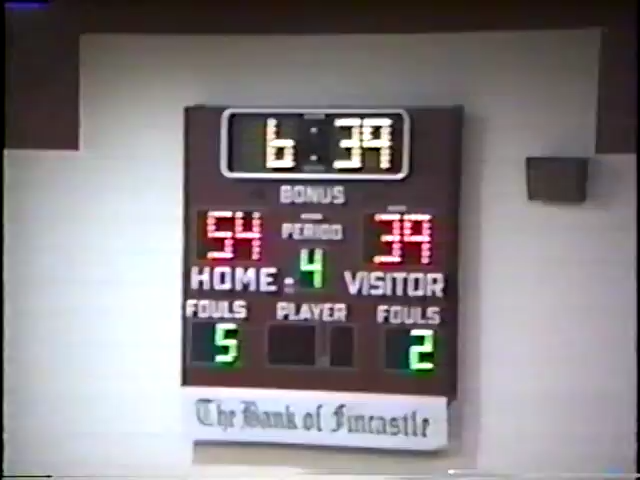 6:39
BONUS
54 PERIOD 39
HOME: 4 VISITOR
FOULS PLAYER FOULS
5 2
The Bank of Fincastle